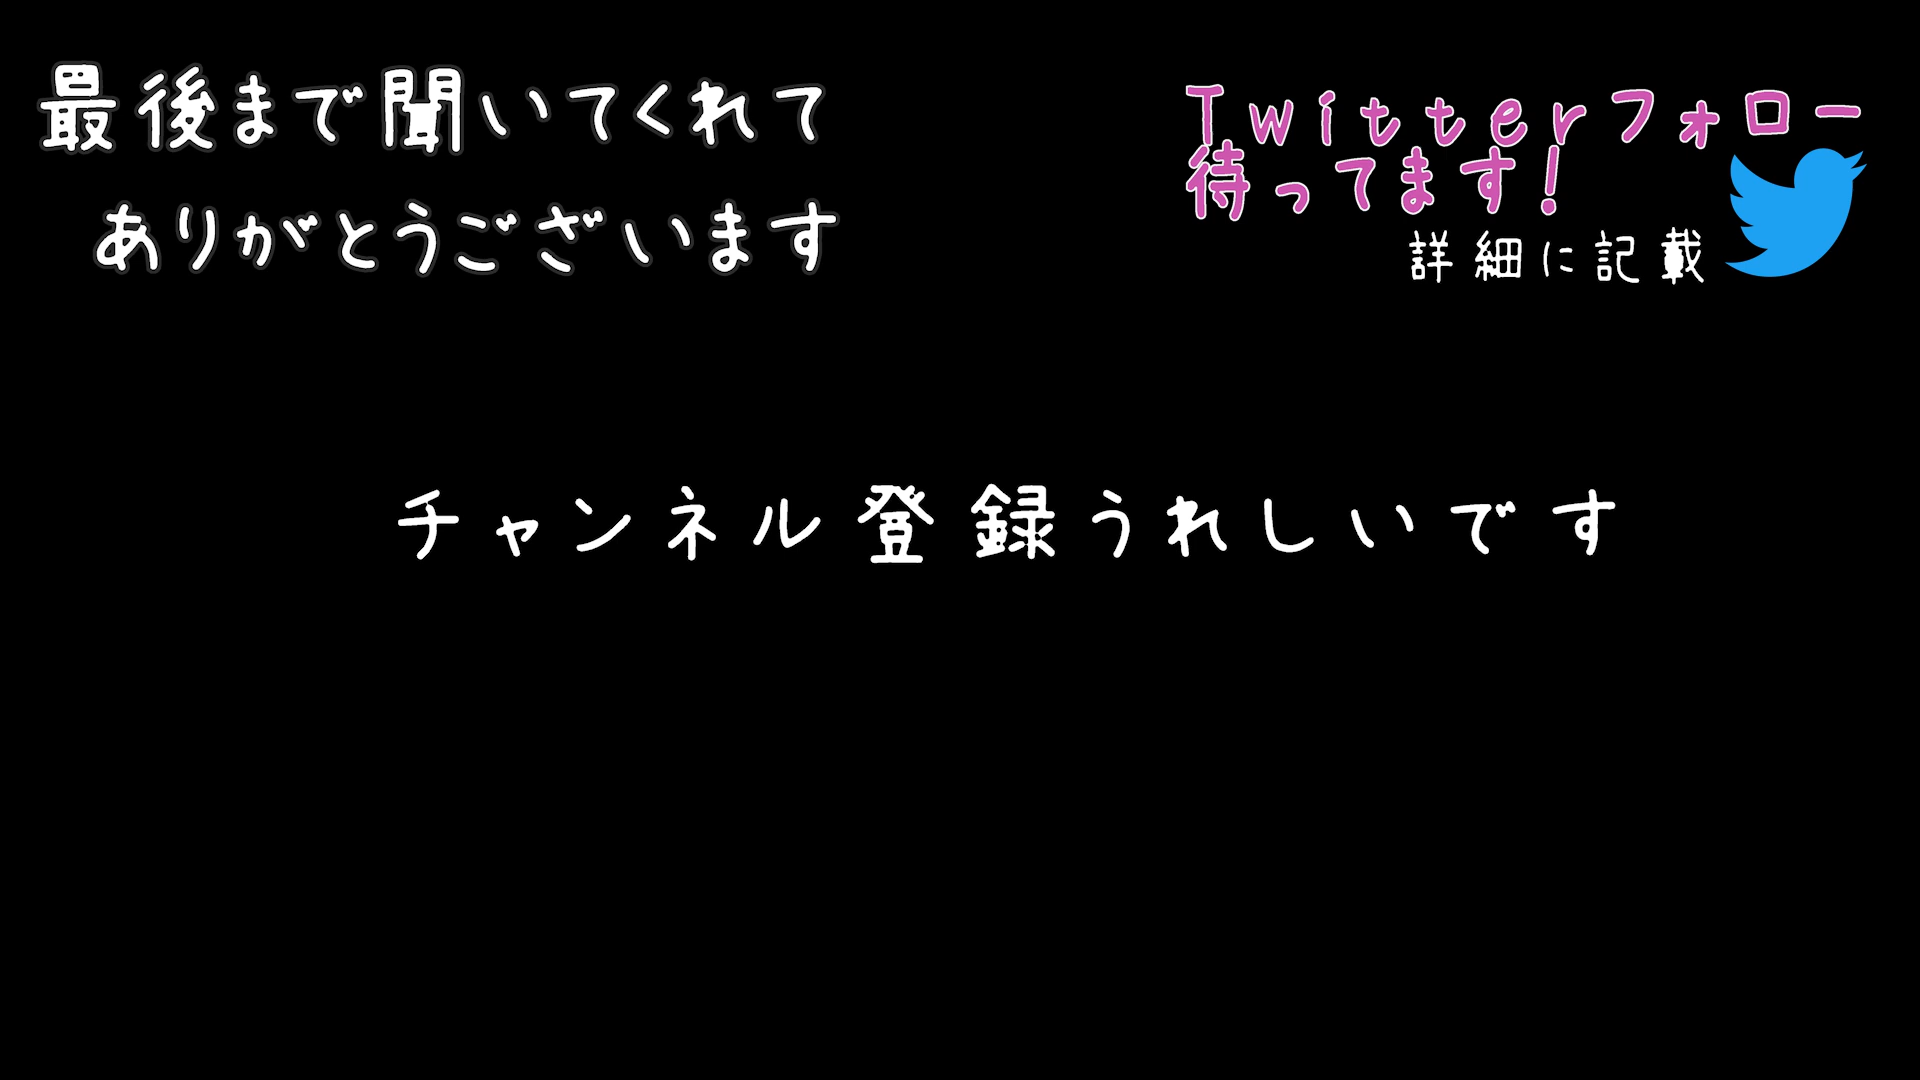 最後まで聞いてくれて
ありがとうございます
Twitterフォロー
待ってます!
詳細に記載
チャンネル登録うれしいです